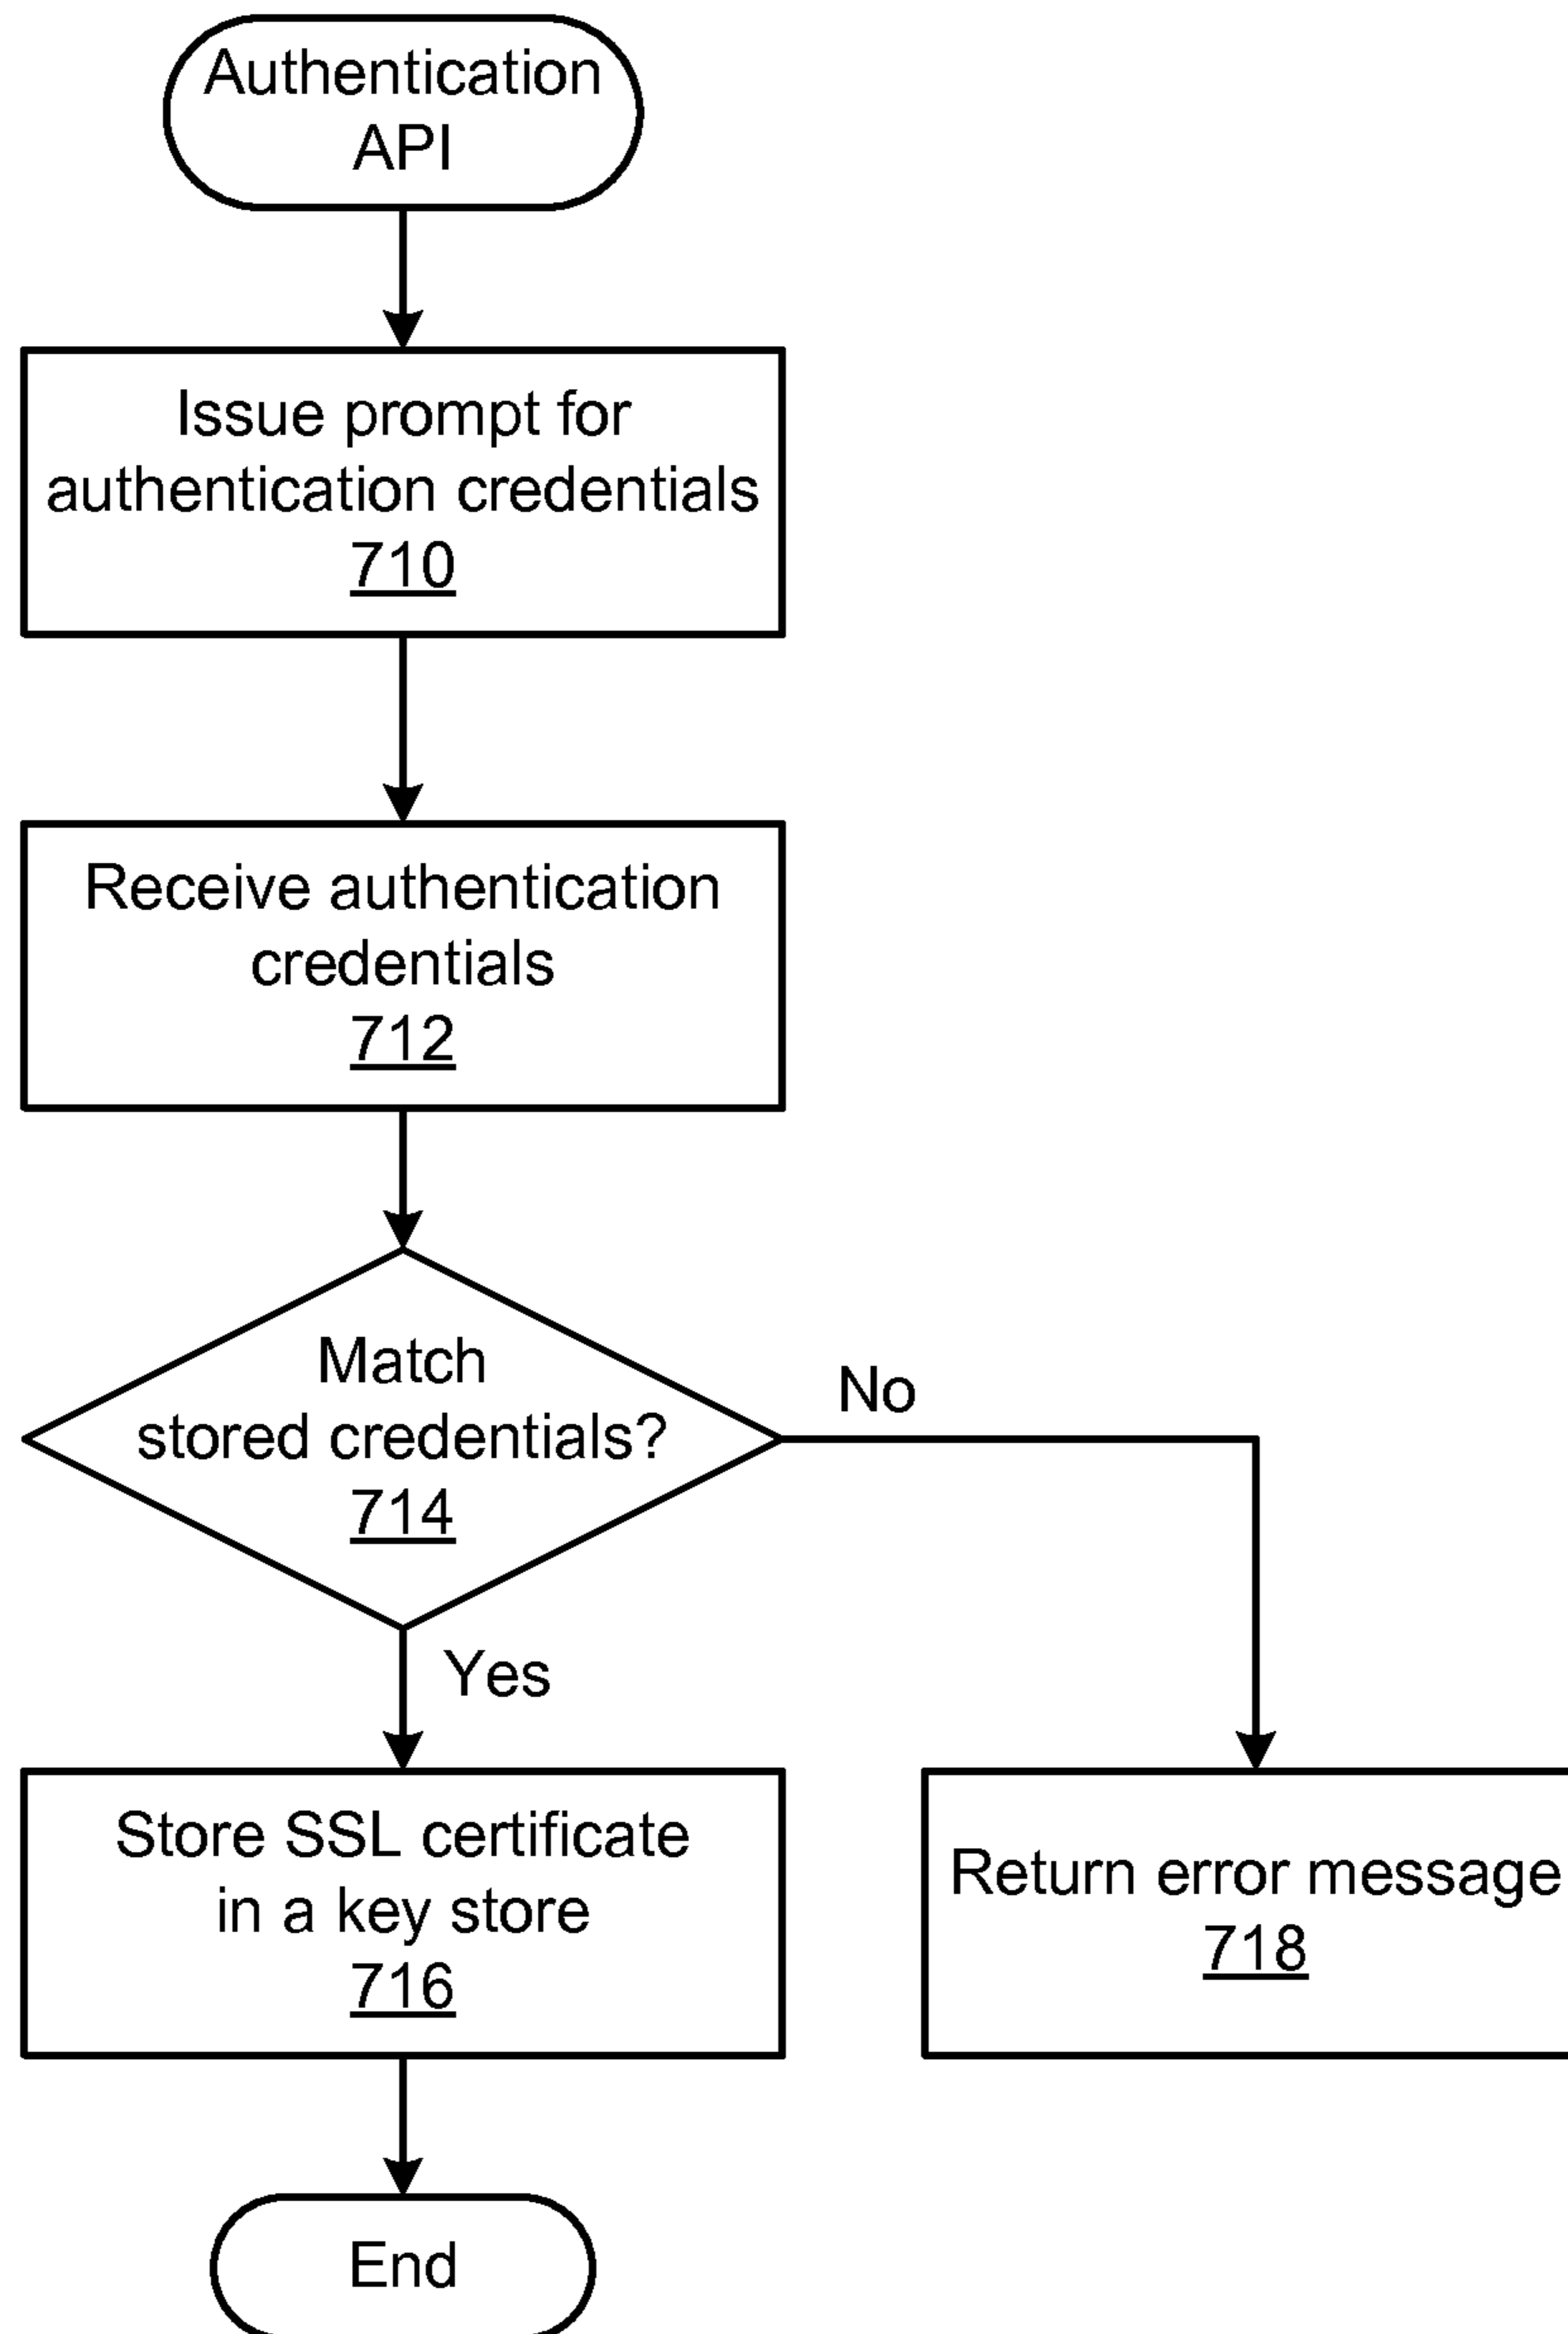 Authentication
API
Issue prompt for
authentication credentials
710
Receive authentication
credentials
712
Match
stored credentials?
714
No
Yes
Store SSL certificate
in a key store
716
Return error message
718
End